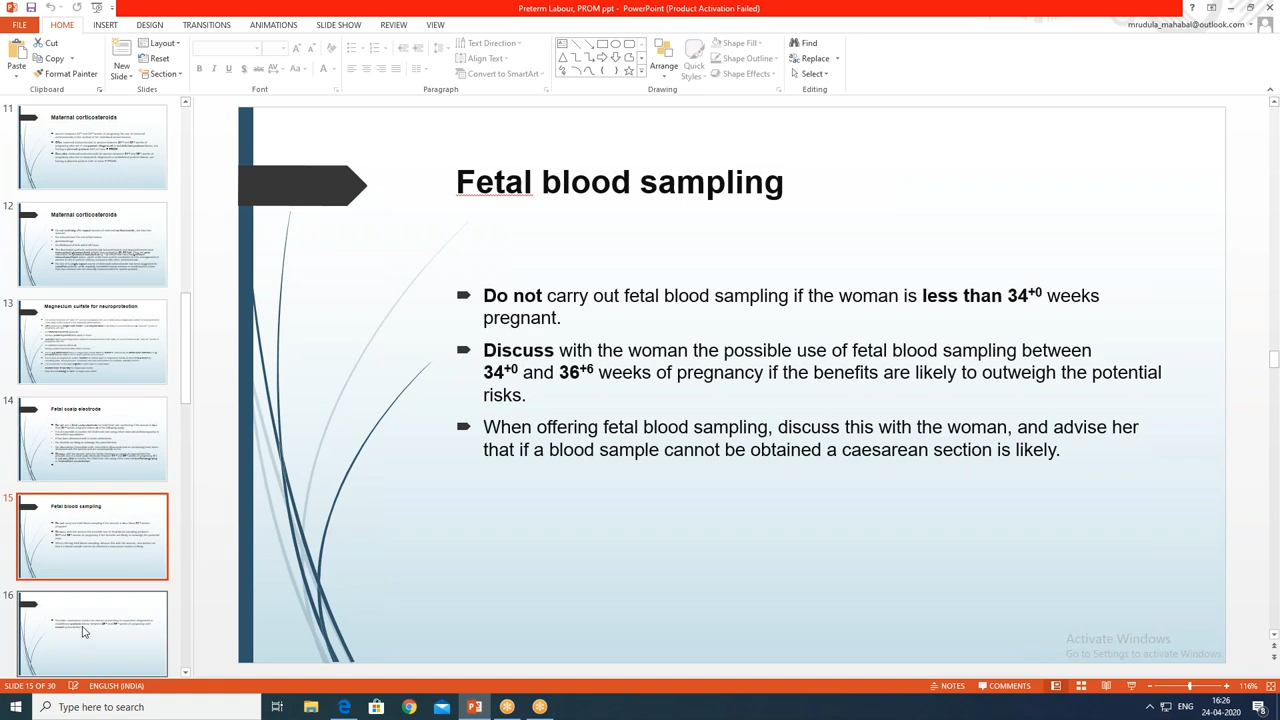 Preterm Labour, PROM ppt - PowerPoint (Product Activation Failed)
FILE HOME INSERT DESIGN TRANSITIONS ANIMATIONS SLIDE SHOW REVIEW VIEW
mrudula_mahabal@outlook.com
Paste
Cut
Copy
Format Painter
Clipboard
New Slide
Layout
Reset
Section
Slides
Font
Text Direction
Align Text
Convert to SmartArt
Paragraph
Arrange
Quick Styles
Shape Fill
Shape Outline
Shape Effects
Drawing
Find
Replace
Select
Editing
11
Maternal corticosteroids
12
Maternal corticosteroids
13
Magnesium sulfate for neuroprotection
14
Fetal scalp electrode
15
Fetal blood sampling
16
Fetal blood sampling
Do not carry out fetal blood sampling if the woman is less than 34+0 weeks
pregnant.
Discuss with the woman the possible use of fetal blood sampling between
34+0 and 36+6 weeks of pregnancy if the benefits are likely to outweigh the potential
risks.
When offering fetal blood sampling, discuss this with the woman, and advise her
that if a blood sample cannot be obtained a caesarean section is likely.
Activate Windows
Go to Settings to activate Windows.
SLIDE 15 OF 30 ENGLISH (INDIA) NOTES COMMENTS 116%
Type here to search
ENG
16:26
24-04-2020
8